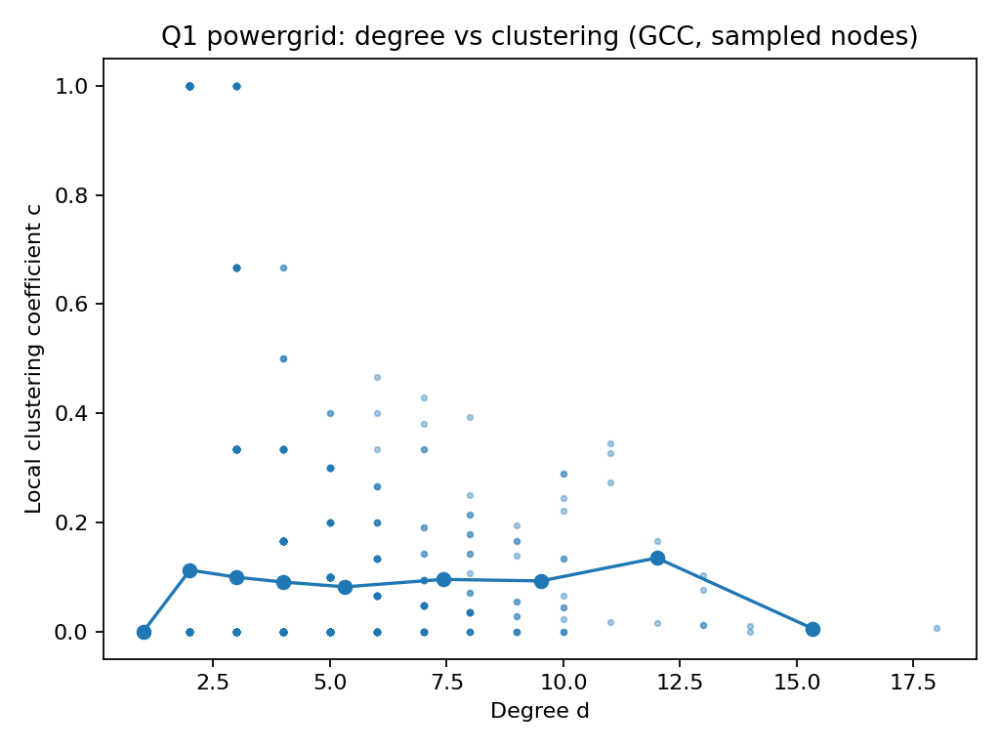 Q1 powergrid: degree vs clustering (GCC, sampled nodes)
1.0
0.8
0.6
0.4
0.2
0.0
Local clustering coefficient c
2.5 5.0 7.5 10.0 12.5 15.0 17.5
Degree d